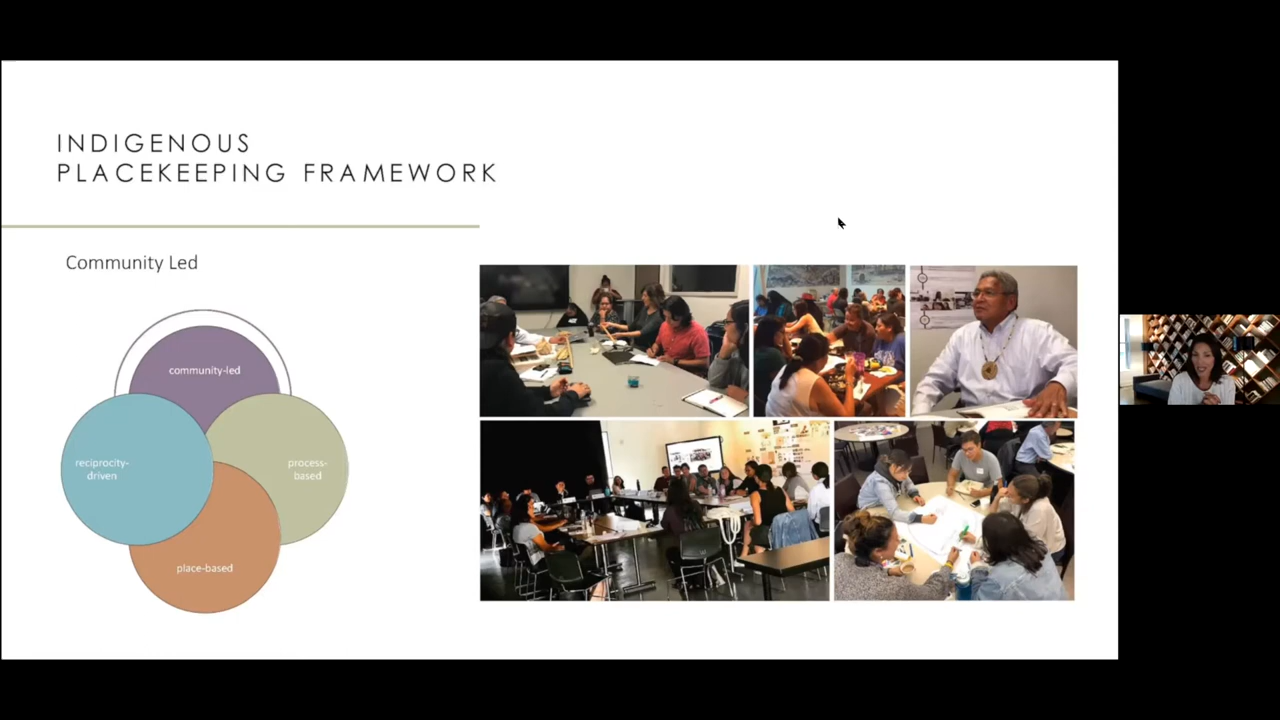 INDIGENOUS
PLACEKEEPING FRAMEWORK
Community Led
community-led
reciprocity-
driven
process-
based
place-based